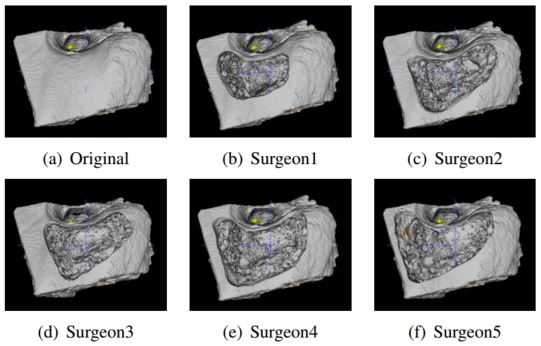 (a) Original
(b) Surgeon1
(c) Surgeon2
(d) Surgeon3
(e) Surgeon4
(f) Surgeon5